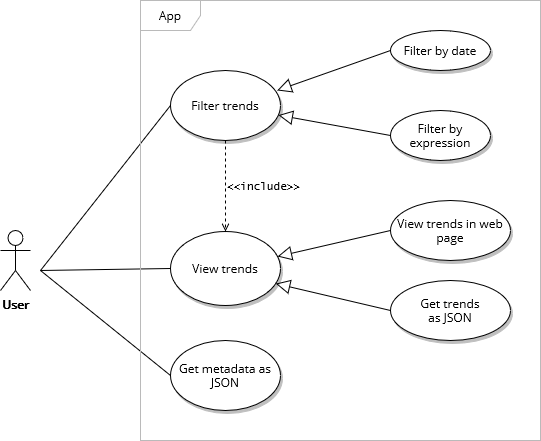 App
Filter by date
Filter trends
Filter by
expression
<<include>>
View trends in web
page
View trends
Get trends
as JSON
User
Get metadata as
JSON